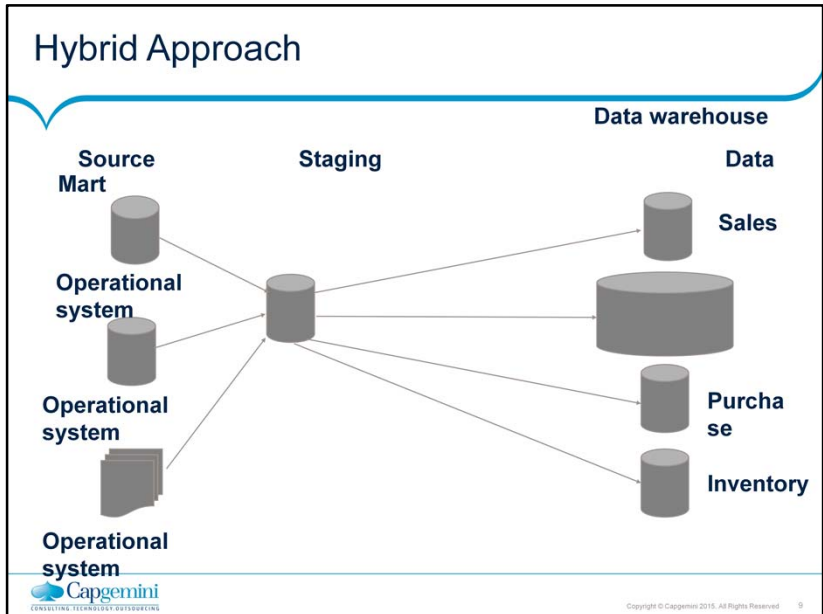 Hybrid Approach
Data warehouse
Source Staging Data
Mart
Sales
Operational
system
Operational
system
Purcha
se
Inventory
Operational
system
Capgemini
CONSULTING.TECHNOLOGY.OUTSOURCING
Copyright © Capgemini 2015. All Rights Reserved 9